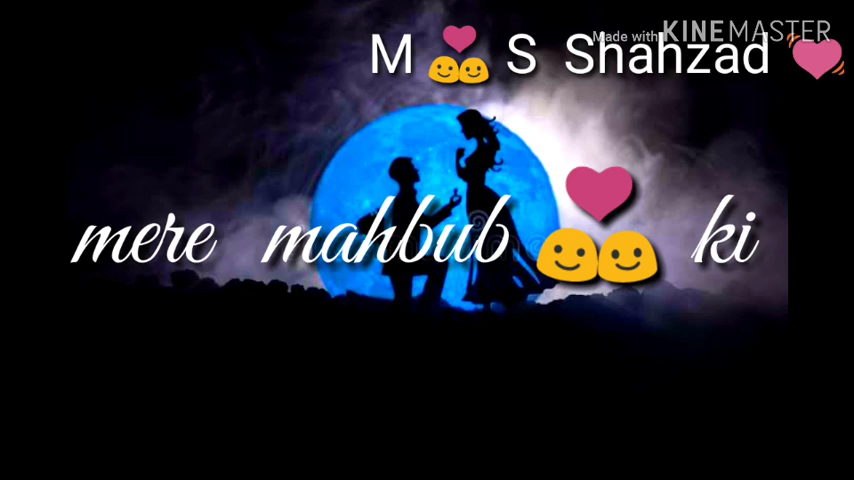 Made with KINEMASTER
M 💑 S Shahzad 💓
mere mahbub 💑 ki